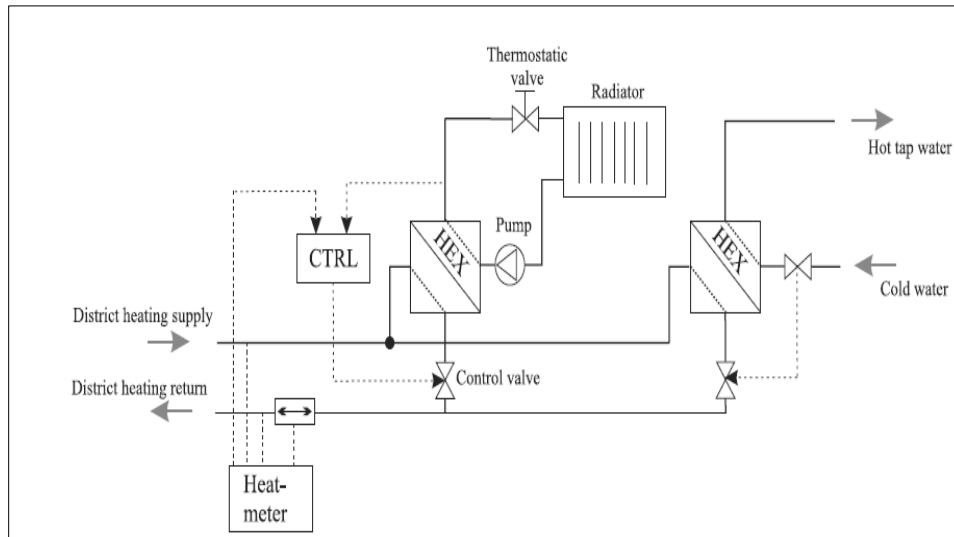 Thermostatic
valve
Radiator
Hot tap water
HEX
Pump
HEX
CTRL
Cold water
District heating supply
Control valve
District heating return
Heat-
meter